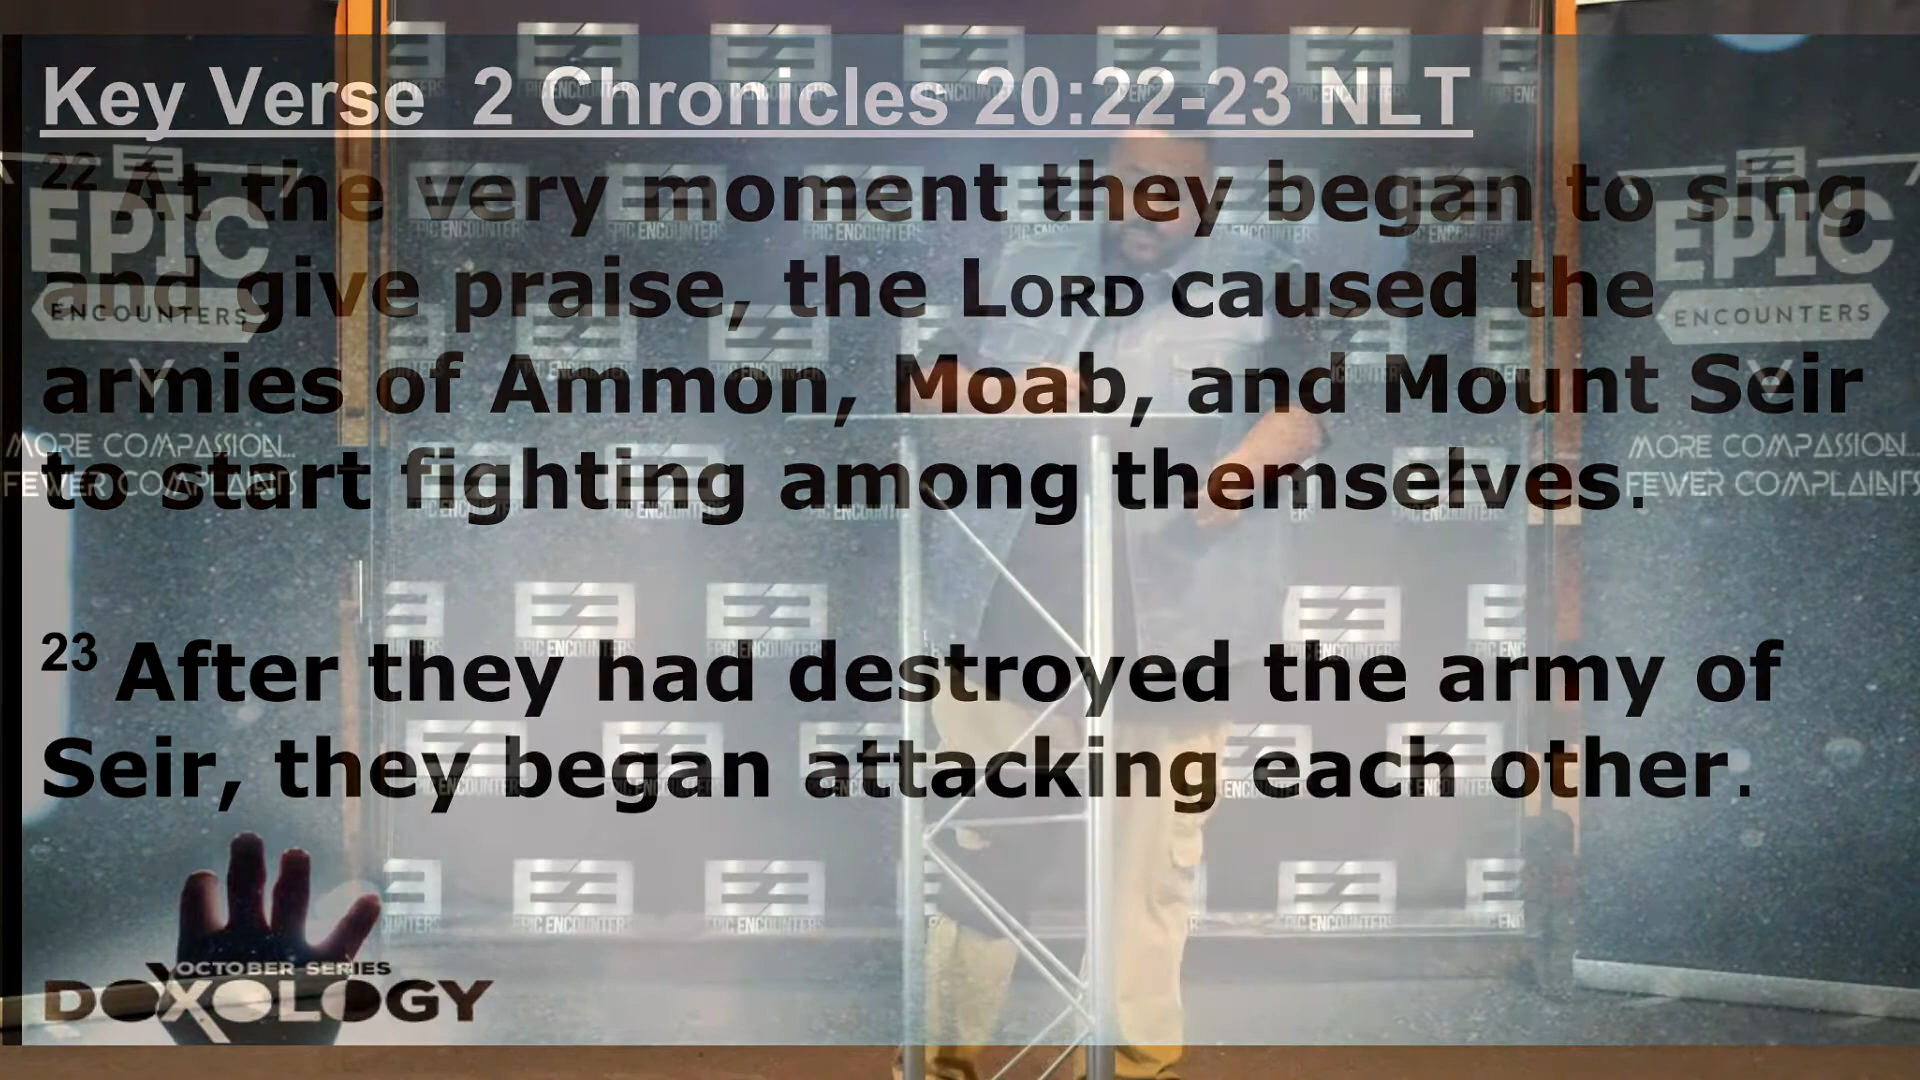 Key Verse 2 Chronicles 20:22-23 NLT
22 At the very moment they began to sing
and give praise, the LORD caused the
armies of Ammon, Moab, and Mount Seir
to start fighting among themselves.
23 After they had destroyed the army of
Seir, they began attacking each other.
OCTOBER SERIES
DOXOLOGY
EPIC
ENCOUNTERS
MORE COMPASSION...
FEWER COMPLAINTS
EPIC
ENCOUNTERS
MORE COMPASSION...
FEWER COMPLAINTS
EPIC ENCOUNTERS